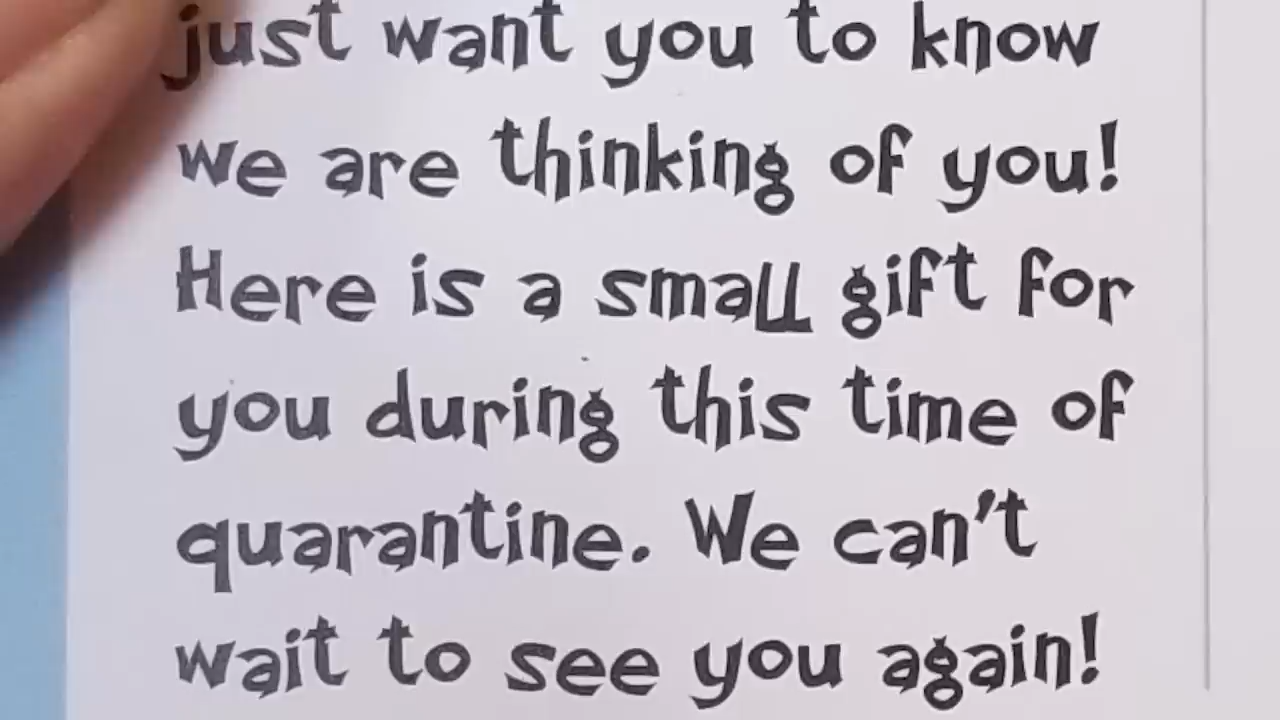 just want you to know
we are thinking of you!
Here is a small gift for
you during this time of
quarantine. We can't
wait to see you again!